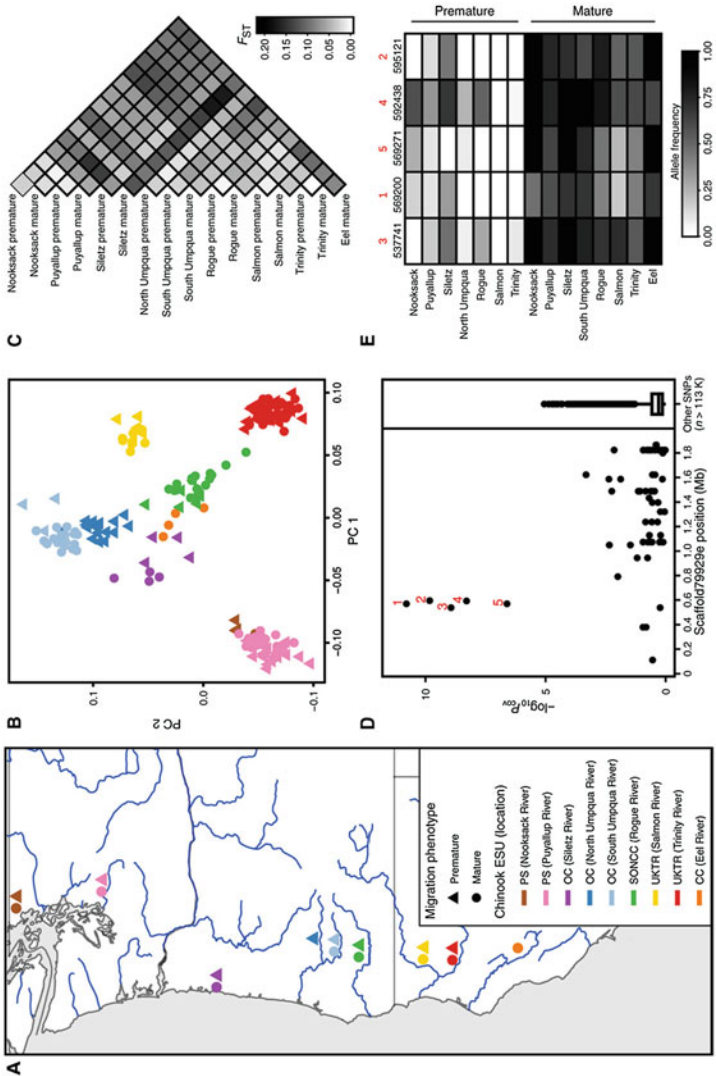 A
Migration phenotype
Premature
Mature
Chinook ESU (location)
PS (Nooksack River)
PS (Puyallup River)
OC (Siletz River)
OC (North Umpqua River)
OC (South Umpqua River)
SONCC (Rogue River)
UKTR (Salmon River)
UKTR (Trinity River)
CC (Eel River)
B
PC 2
0.1
0.0
−0.1
−0.10
−0.05
0.00
0.05
0.10
PC 1
C
Nooksack premature
Nooksack mature
Puyallup premature
Puyallup mature
Siletz premature
Siletz mature
North Umpqua premature
South Umpqua premature
South Umpqua mature
Rogue premature
Rogue mature
Salmon premature
Salmon mature
Trinity premature
Trinity mature
Eel mature
FST
0.20
0.15
0.10
0.05
0.00
D
−log10Pcov
10
5
0
1
2
3
4
5
0
0.2
0.4
0.6
0.8
1.0
1.2
1.4
1.6
1.8
Scaffold79929e position (Mb)
Other SNPs
(n > 113 K)
E
3 1 5 4 2
537741 569200 569271 592438 595121
Premature
Nooksack
Puyallup
Siletz
North Umpqua
Rogue
Salmon
Trinity
Mature
Nooksack
Puyallup
Siletz
South Umpqua
Rogue
Salmon
Trinity
Eel
0.00 0.25 0.50 0.75 1.00
Allele frequency